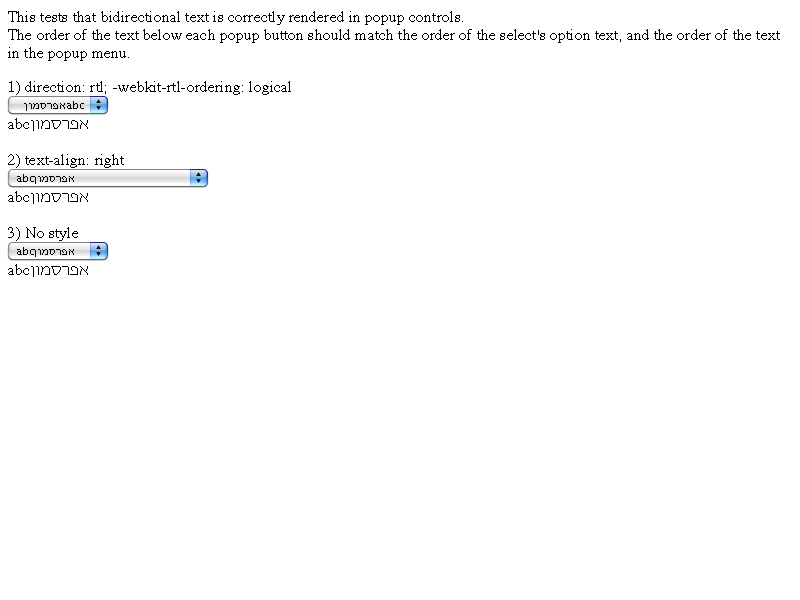 This tests that bidirectional text is correctly rendered in popup controls.
The order of the text below each popup button should match the order of the select's option text, and the order of the text
in the popup menu.
1) direction: rtl; -webkit-rtl-ordering: logical
‏abcאפרסמון
abcאפרסמון
2) text-align: right
abcאפרסמון
abcאפרסמון
3) No style
abcאפרסמון
abcאפרסמון